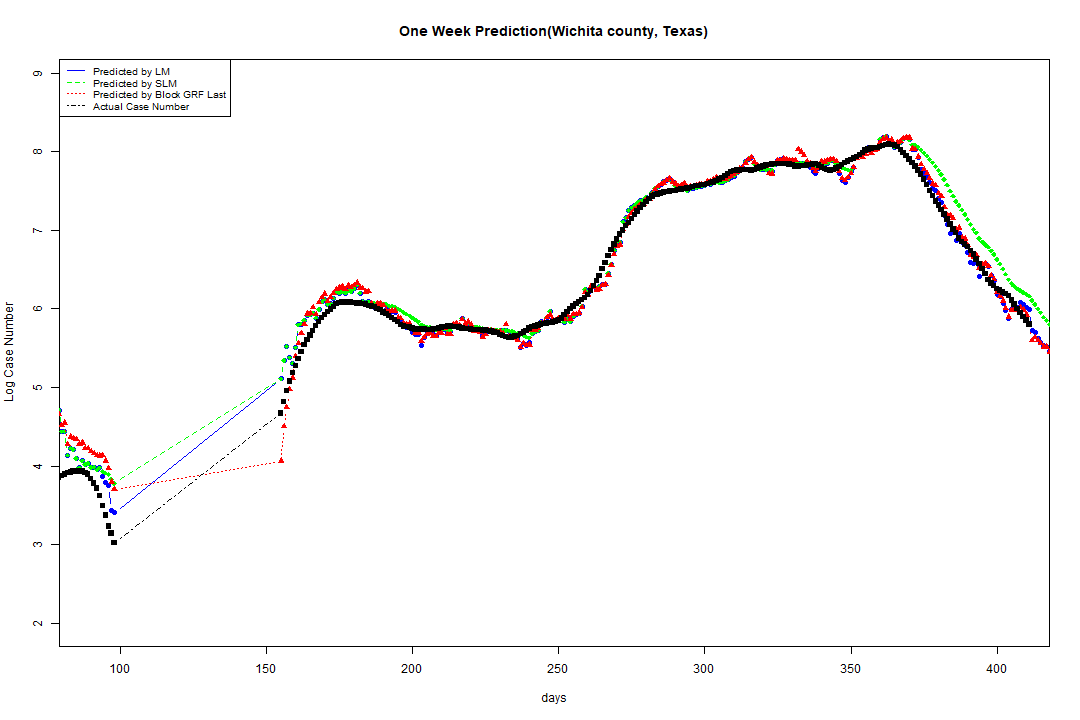 One Week Prediction(Wichita county, Texas)
Predicted by LM
Predicted by SLM
Predicted by Block GRF Last
Actual Case Number
9
8
7
6
5
4
3
2
Log Case Number
100 150 200 250 300 350 400
days